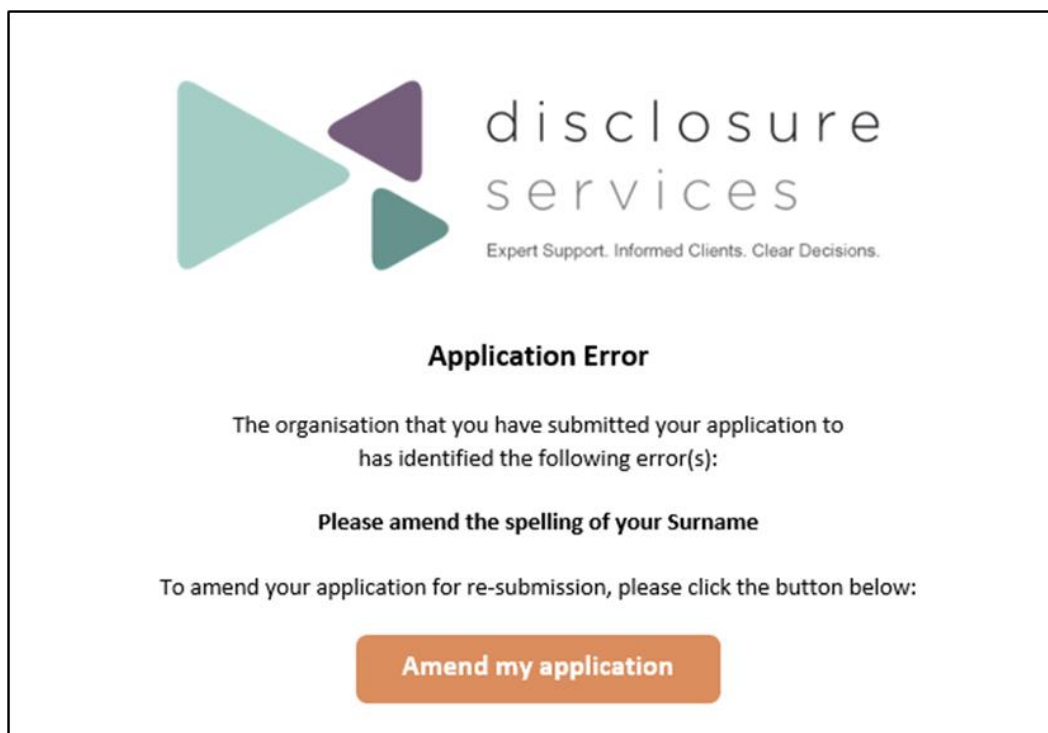 disclosure
services
Expert Support. Informed Clients. Clear Decisions.
Application Error
The organisation that you have submitted your application to
has identified the following error(s):
Please amend the spelling of your Surname
To amend your application for re-submission, please click the button below:
Amend my application